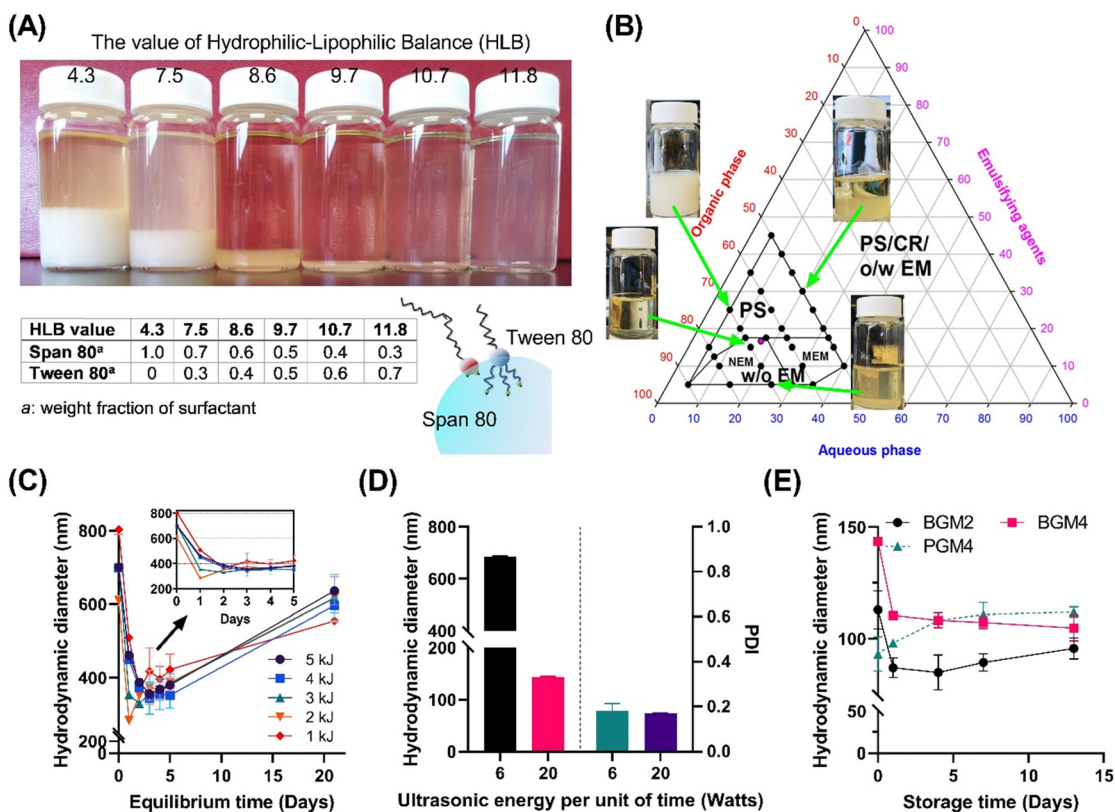 (A)
The value of Hydrophilic-Lipophilic Balance (HLB)
4.3 7.5 8.6 9.7 10.7 11.8
HLB value 4.3 7.5 8.6 9.7 10.7 11.8
Span 80a 1.0 0.7 0.6 0.5 0.4 0.3
Tween 80a 0 0.3 0.4 0.5 0.6 0.7
a: weight fraction of surfactant
Tween 80
Span 80
(B)
0
10
20
30
40
50
60
70
80
90
100
Organic phase
100
90
80
70
60
50
40
30
20
10
0
Emulsifying agents
0 10 20 30 40 50 60 70 80 90 100
Aqueous phase
PS/CR/
o/w EM
PS
NEM
MEM
w/o EM
(C)
Hydrodynamic diameter (nm)
800
600
400
200
0
0 5 10 15 20
Equilibrium time (Days)
800
600
400
200
0 1 2 3 4 5
Days
5 kJ
4 kJ
3 kJ
2 kJ
1 kJ
(D)
Hydrodynamic diameter (nm)
800
600
400
200
100
0
6 20 6 20
Ultrasonic energy per unit of time (Watts)
1.0
0.8
0.6
0.4
0.2
0.0
PDI
(E)
BGM2
BGM4
PGM4
Hydrodynamic diameter (nm)
150
100
50
0
0 5 10 15
Storage time (Days)